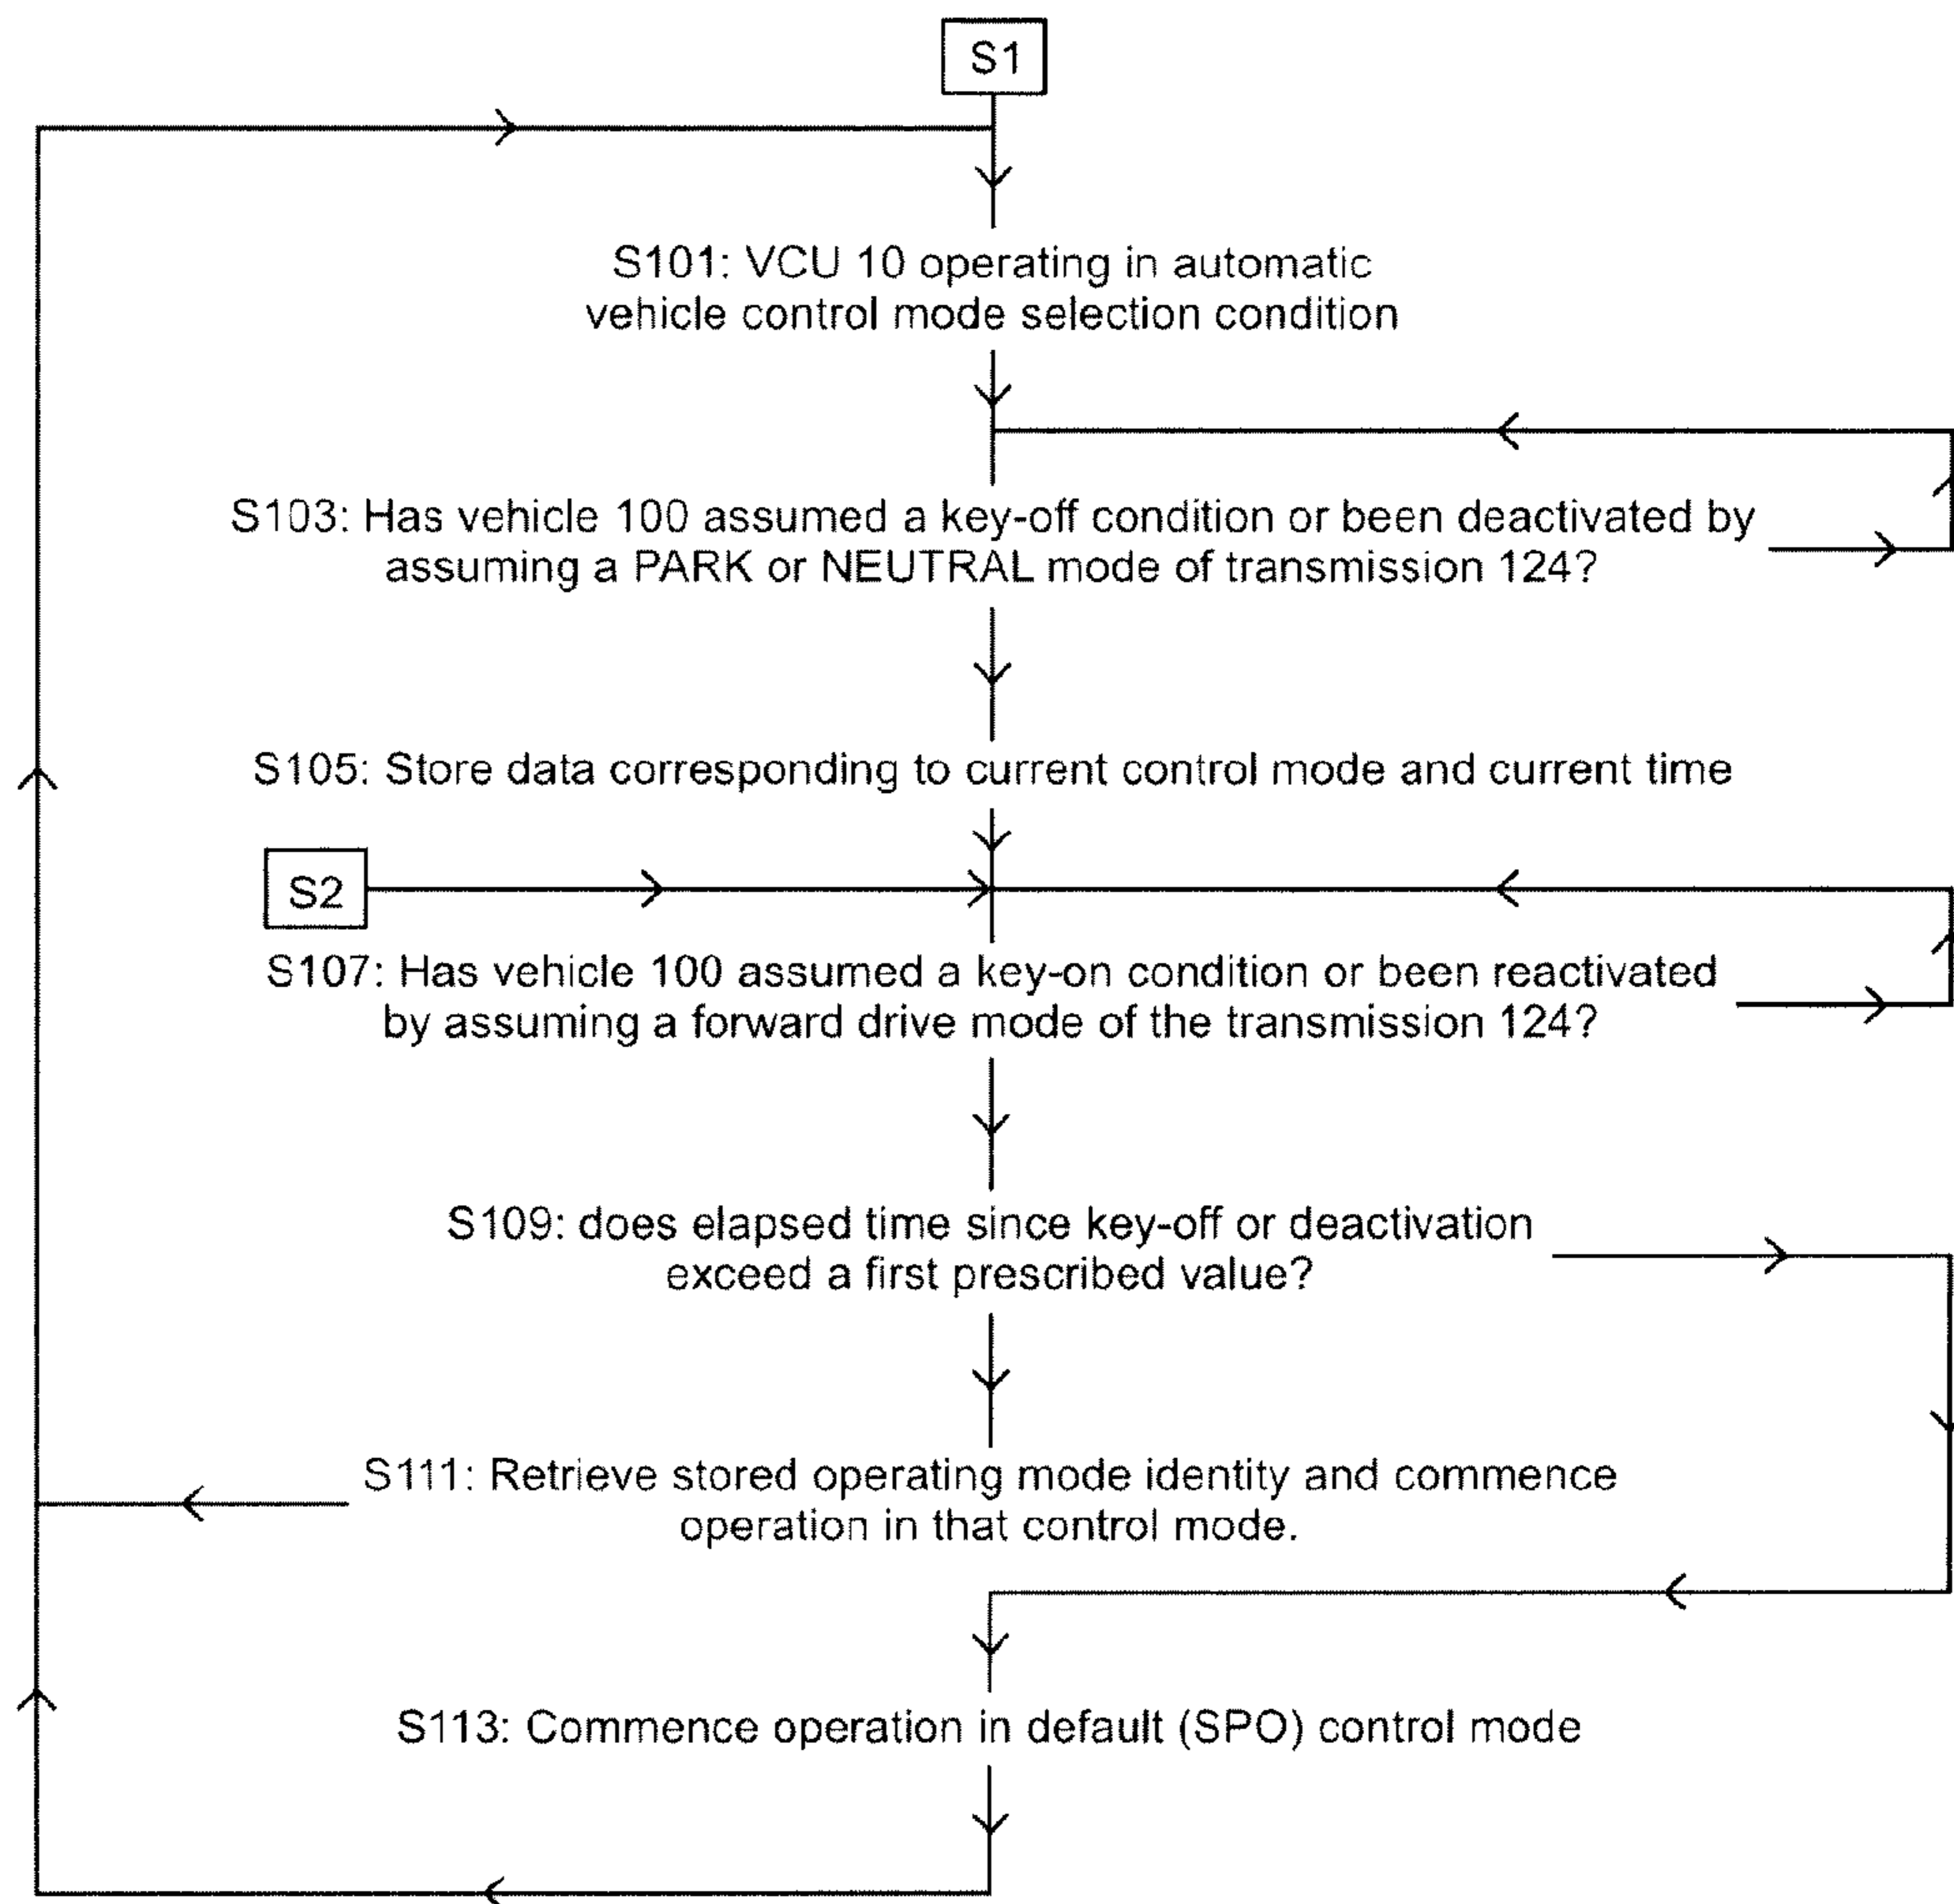 S1
S101: VCU 10 operating in automatic
vehicle control mode selection condition
S103: Has vehicle 100 assumed a key-off condition or been deactivated by
assuming a PARK or NEUTRAL mode of transmission 124?
S105: Store data corresponding to current control mode and current time
S2
S107: Has vehicle 100 assumed a key-on condition or been reactivated
by assuming a forward drive mode of the transmission 124?
S109: does elapsed time since key-off or deactivation
exceed a first prescribed value?
S111: Retrieve stored operating mode identity and commence
operation in that control mode.
S113: Commence operation in default (SPO) control mode